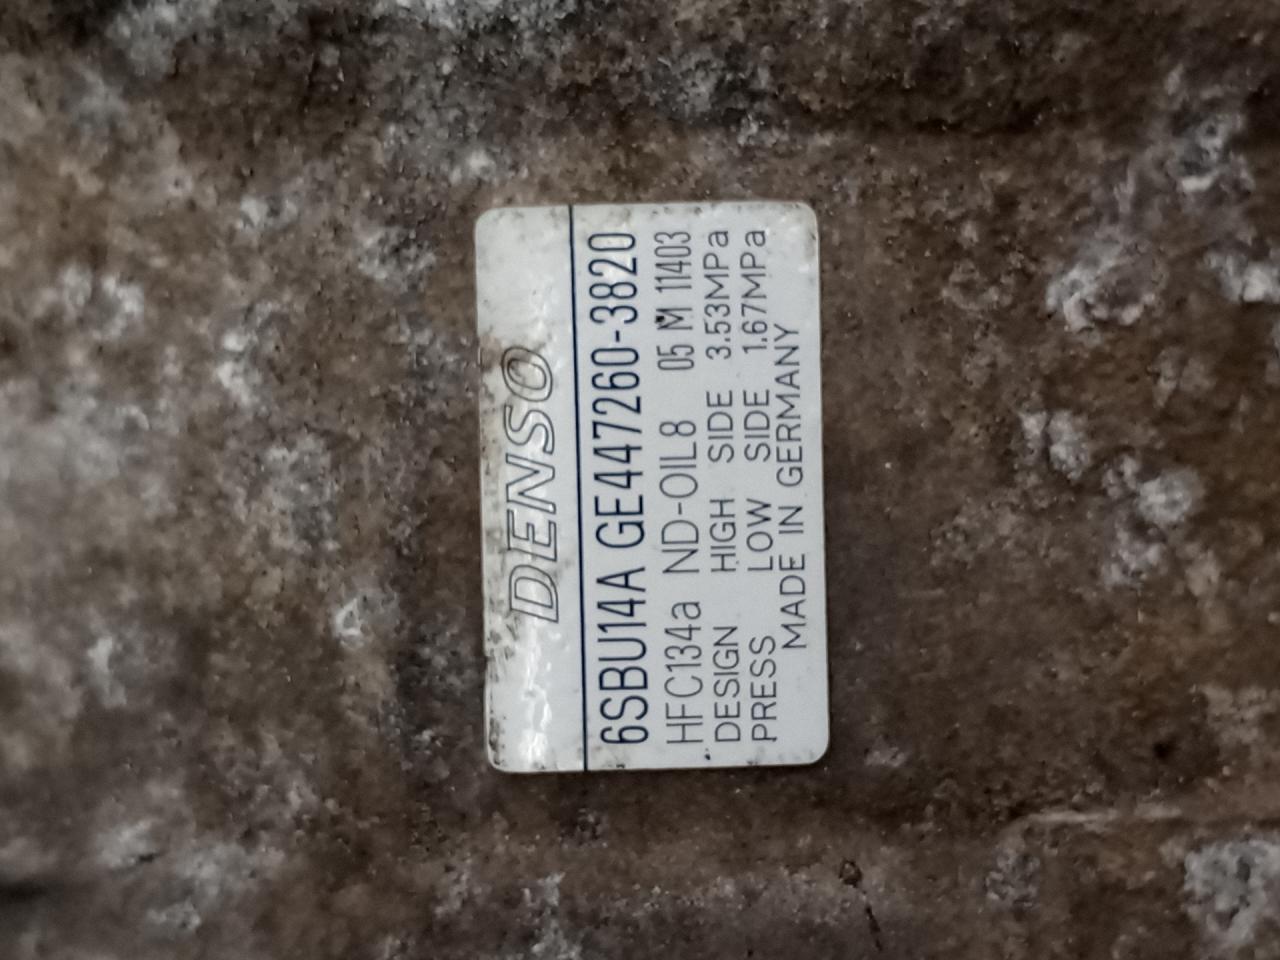 DENSO
6SBU14A GE447260-3820
HFC134a ND-OIL8 05 M 11403
DESIGN HIGH SIDE 3.53MPa
PRESS LOW SIDE 1.67MPa
MADE IN GERMANY